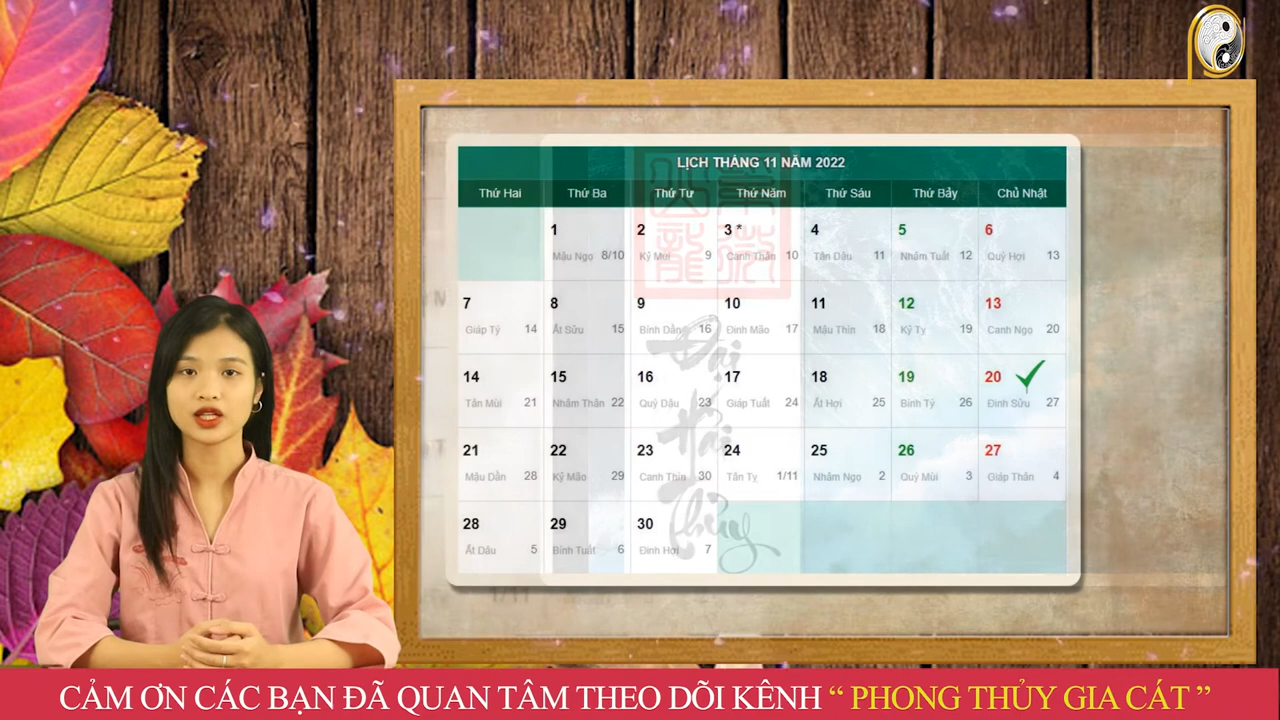 LỊCH THÁNG 11 NĂM 2022
Thứ Hai Thứ Ba Thứ Tư Thứ Năm Thứ Sáu Thứ Bảy Chủ Nhật
1 2 3 * 4 5 6
Mậu Ngọ 8/10 Kỷ Mùi 9 Canh Thân 10 Tân Dậu 11 Nhâm Tuất 12 Quý Hợi 13
7 8 9 10 11 12 13
Giáp Tý 14 Ất Sửu 15 Bính Dần 16 Đinh Mão 17 Mậu Thìn 18 Kỷ Tỵ 19 Canh Ngọ 20
14 15 16 17 18 19 20
Tân Mùi 21 Nhâm Thân 22 Quý Dậu 23 Giáp Tuất 24 Ất Hợi 25 Bính Tý 26 Đinh Sửu 27
21 22 23 24 25 26 27
Mậu Dần 28 Kỷ Mão 29 Canh Thìn 30 Tân Tỵ 1/11 Nhâm Ngọ 2 Quý Mùi 3 Giáp Thân 4
28 29 30
Ất Dậu 5 Bính Tuất 6 Đinh Hợi 7
CẢM ƠN CÁC BẠN ĐÃ QUAN TÂM THEO DÕI KÊNH “ PHONG THỦY GIA CÁT ”